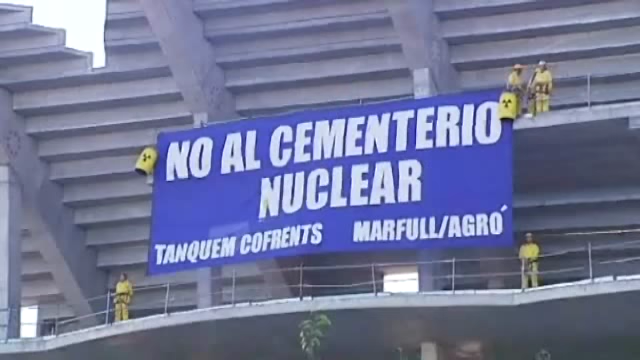 NO AL CEMENTERIO
NUCLEAR
TANQUEM COFRENTS MARFULL/AGRÓ